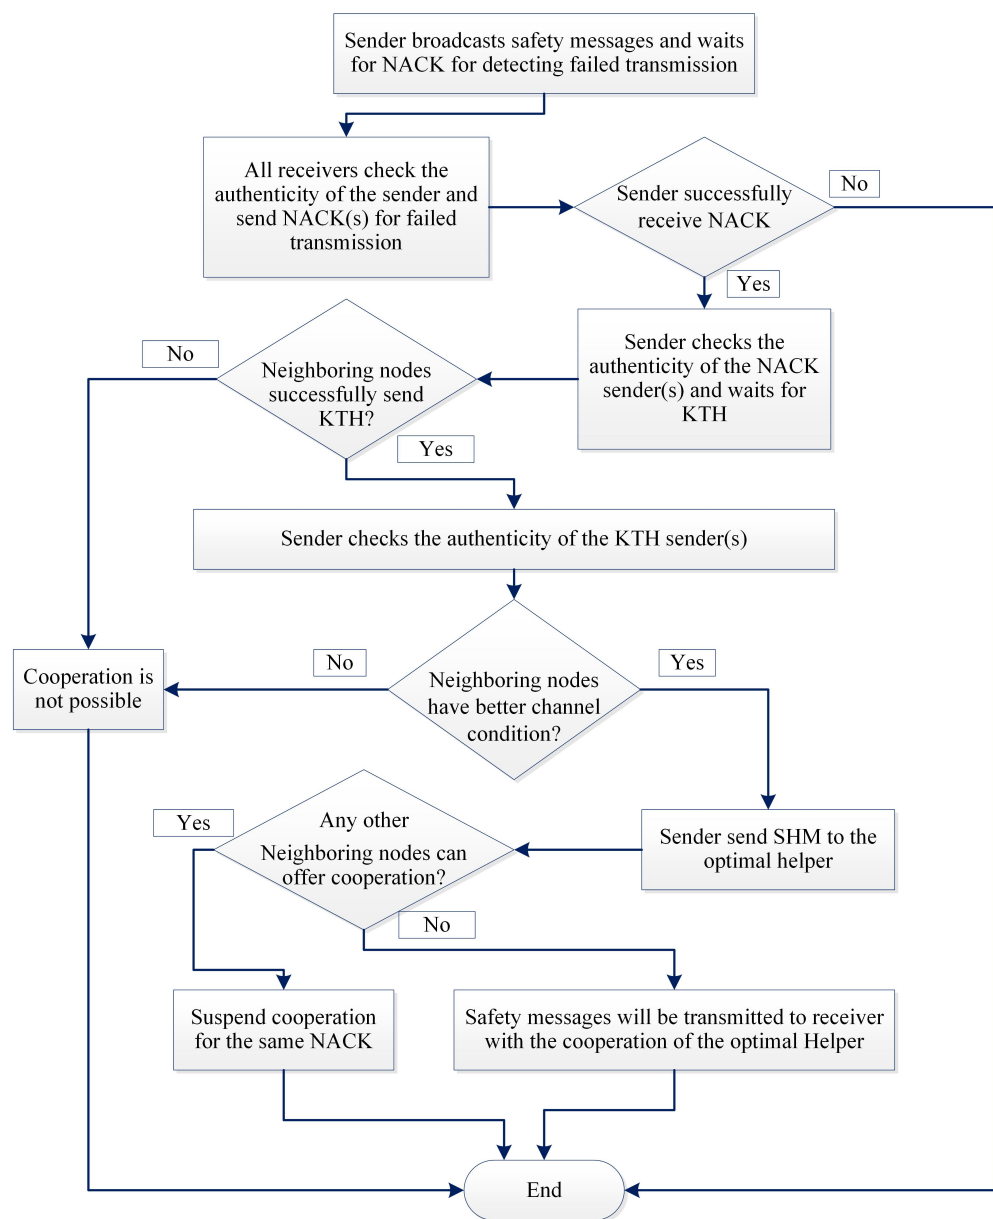 Sender broadcasts safety messages and waits
for NACK for detecting failed transmission
All receivers check the
authenticity of the sender and
send NACK(s) for failed
transmission
Sender successfully
receive NACK
No
Yes
Sender checks the
authenticity of the NACK
sender(s) and waits for
KTH
Neighboring nodes
successfully send
KTH?
No
Yes
Sender checks the authenticity of the KTH sender(s)
Neighboring nodes
have better channel
condition?
No
Yes
Cooperation is
not possible
Sender send SHM to the
optimal helper
Any other
Neighboring nodes can
offer cooperation?
Yes
No
Suspend cooperation
for the same NACK
Safety messages will be transmitted to receiver
with the cooperation of the optimal Helper
End